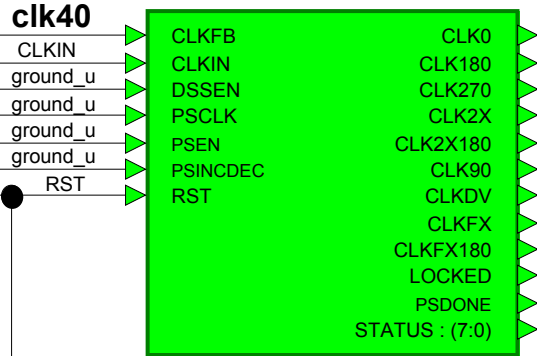 clk40
CLKIN
ground_u
ground_u
ground_u
ground_u
RST
CLKFB
CLKIN
DSSEN
PSCLK
PSEN
PSINCDEC
RST
CLK0
CLK180
CLK270
CLK2X
CLK2X180
CLK90
CLKDV
CLKFX
CLKFX180
LOCKED
PSDONE
STATUS : (7:0)